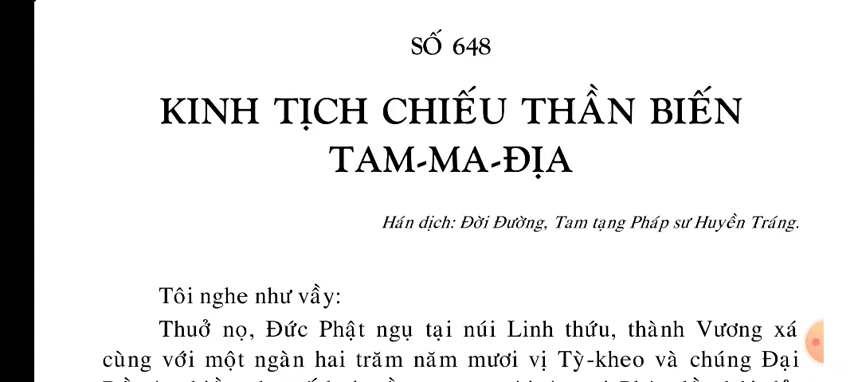 SỐ 648
KINH TỊCH CHIẾU THẦN BIẾN
TAM-MA-ĐỊA
Hán dịch: Đời Đường, Tam tạng Pháp sư Huyền Tráng.
Tôi nghe như vầy:
Thuở nọ, Đức Phật ngụ tại núi Linh thứu, thành Vương xá
cùng với một ngàn hai trăm năm mươi vị Tỳ-kheo và chúng Đại